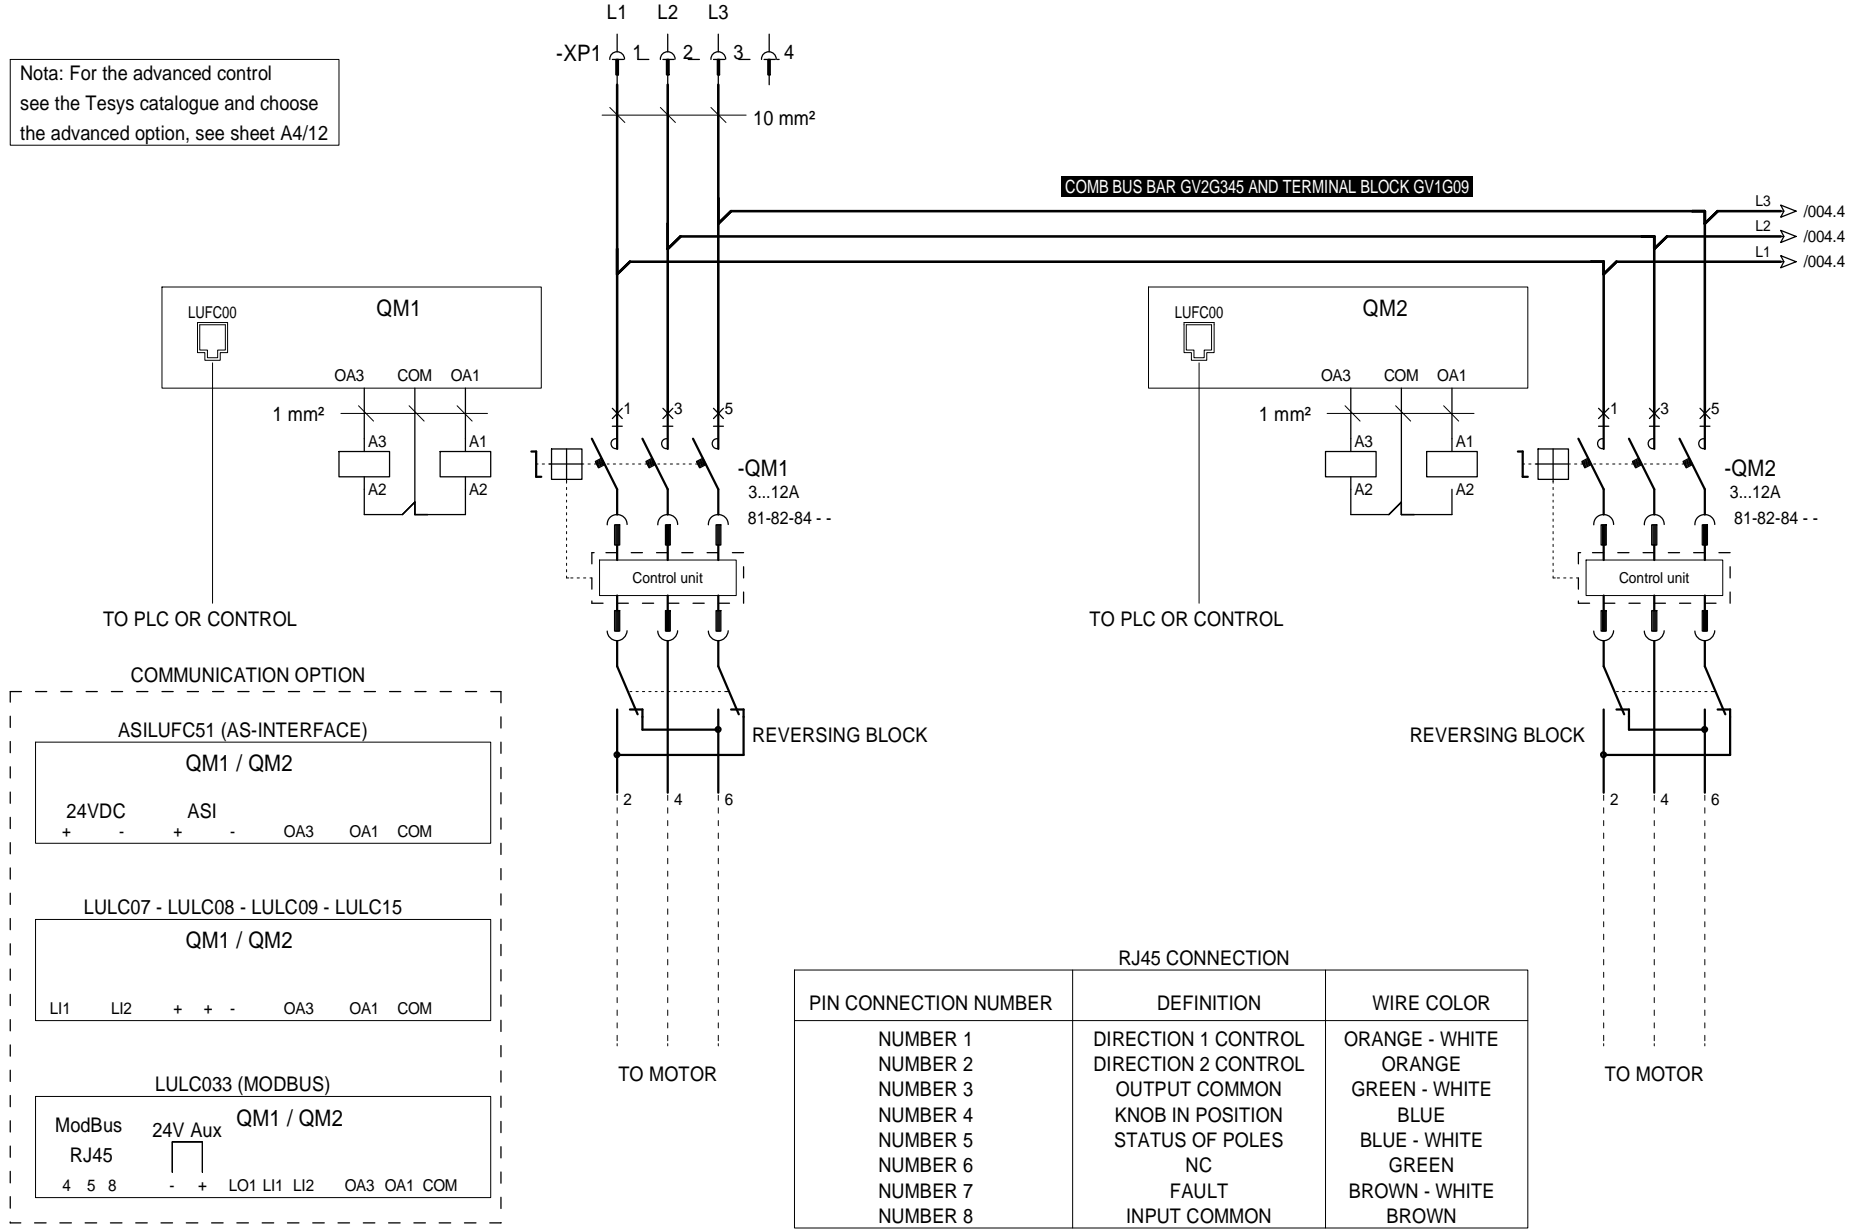 L1 L2 L3
-XP1 1 2 3 4
Nota: For the advanced control
see the Tesys catalogue and choose
the advanced option, see sheet A4/12
10 mm²
COMB BUS BAR GV2G345 AND TERMINAL BLOCK GV1G09
L3 /004.4
L2 /004.4
L1 /004.4
LUFC00 QM1
OA3 COM OA1
1 mm²
A3 A1
A2 A2
TO PLC OR CONTROL
1 3 5
-QM1
3...12A
81-82-84 - -
Control unit
REVERSING BLOCK
2 4 6
TO MOTOR
LUFC00 QM2
OA3 COM OA1
1 mm²
A3 A1
A2 A2
TO PLC OR CONTROL
1 3 5
-QM2
3...12A
81-82-84 - -
Control unit
REVERSING BLOCK
2 4 6
TO MOTOR
COMMUNICATION OPTION
ASILUFC51 (AS-INTERFACE)
QM1 / QM2
24VDC ASI
+ - + - OA3 OA1 COM
LULC07 - LULC08 - LULC09 - LULC15
QM1 / QM2
LI1 LI2 + + - OA3 OA1 COM
LULC033 (MODBUS)
QM1 / QM2
ModBus 24V Aux
RJ45
4 5 8 - + LO1 LI1 LI2 OA3 OA1 COM
RJ45 CONNECTION
PIN CONNECTION NUMBER DEFINITION WIRE COLOR
NUMBER 1 DIRECTION 1 CONTROL ORANGE - WHITE
NUMBER 2 DIRECTION 2 CONTROL ORANGE
NUMBER 3 OUTPUT COMMON GREEN - WHITE
NUMBER 4 KNOB IN POSITION BLUE
NUMBER 5 STATUS OF POLES BLUE - WHITE
NUMBER 6 NC GREEN
NUMBER 7 FAULT BROWN - WHITE
NUMBER 8 INPUT COMMON BROWN